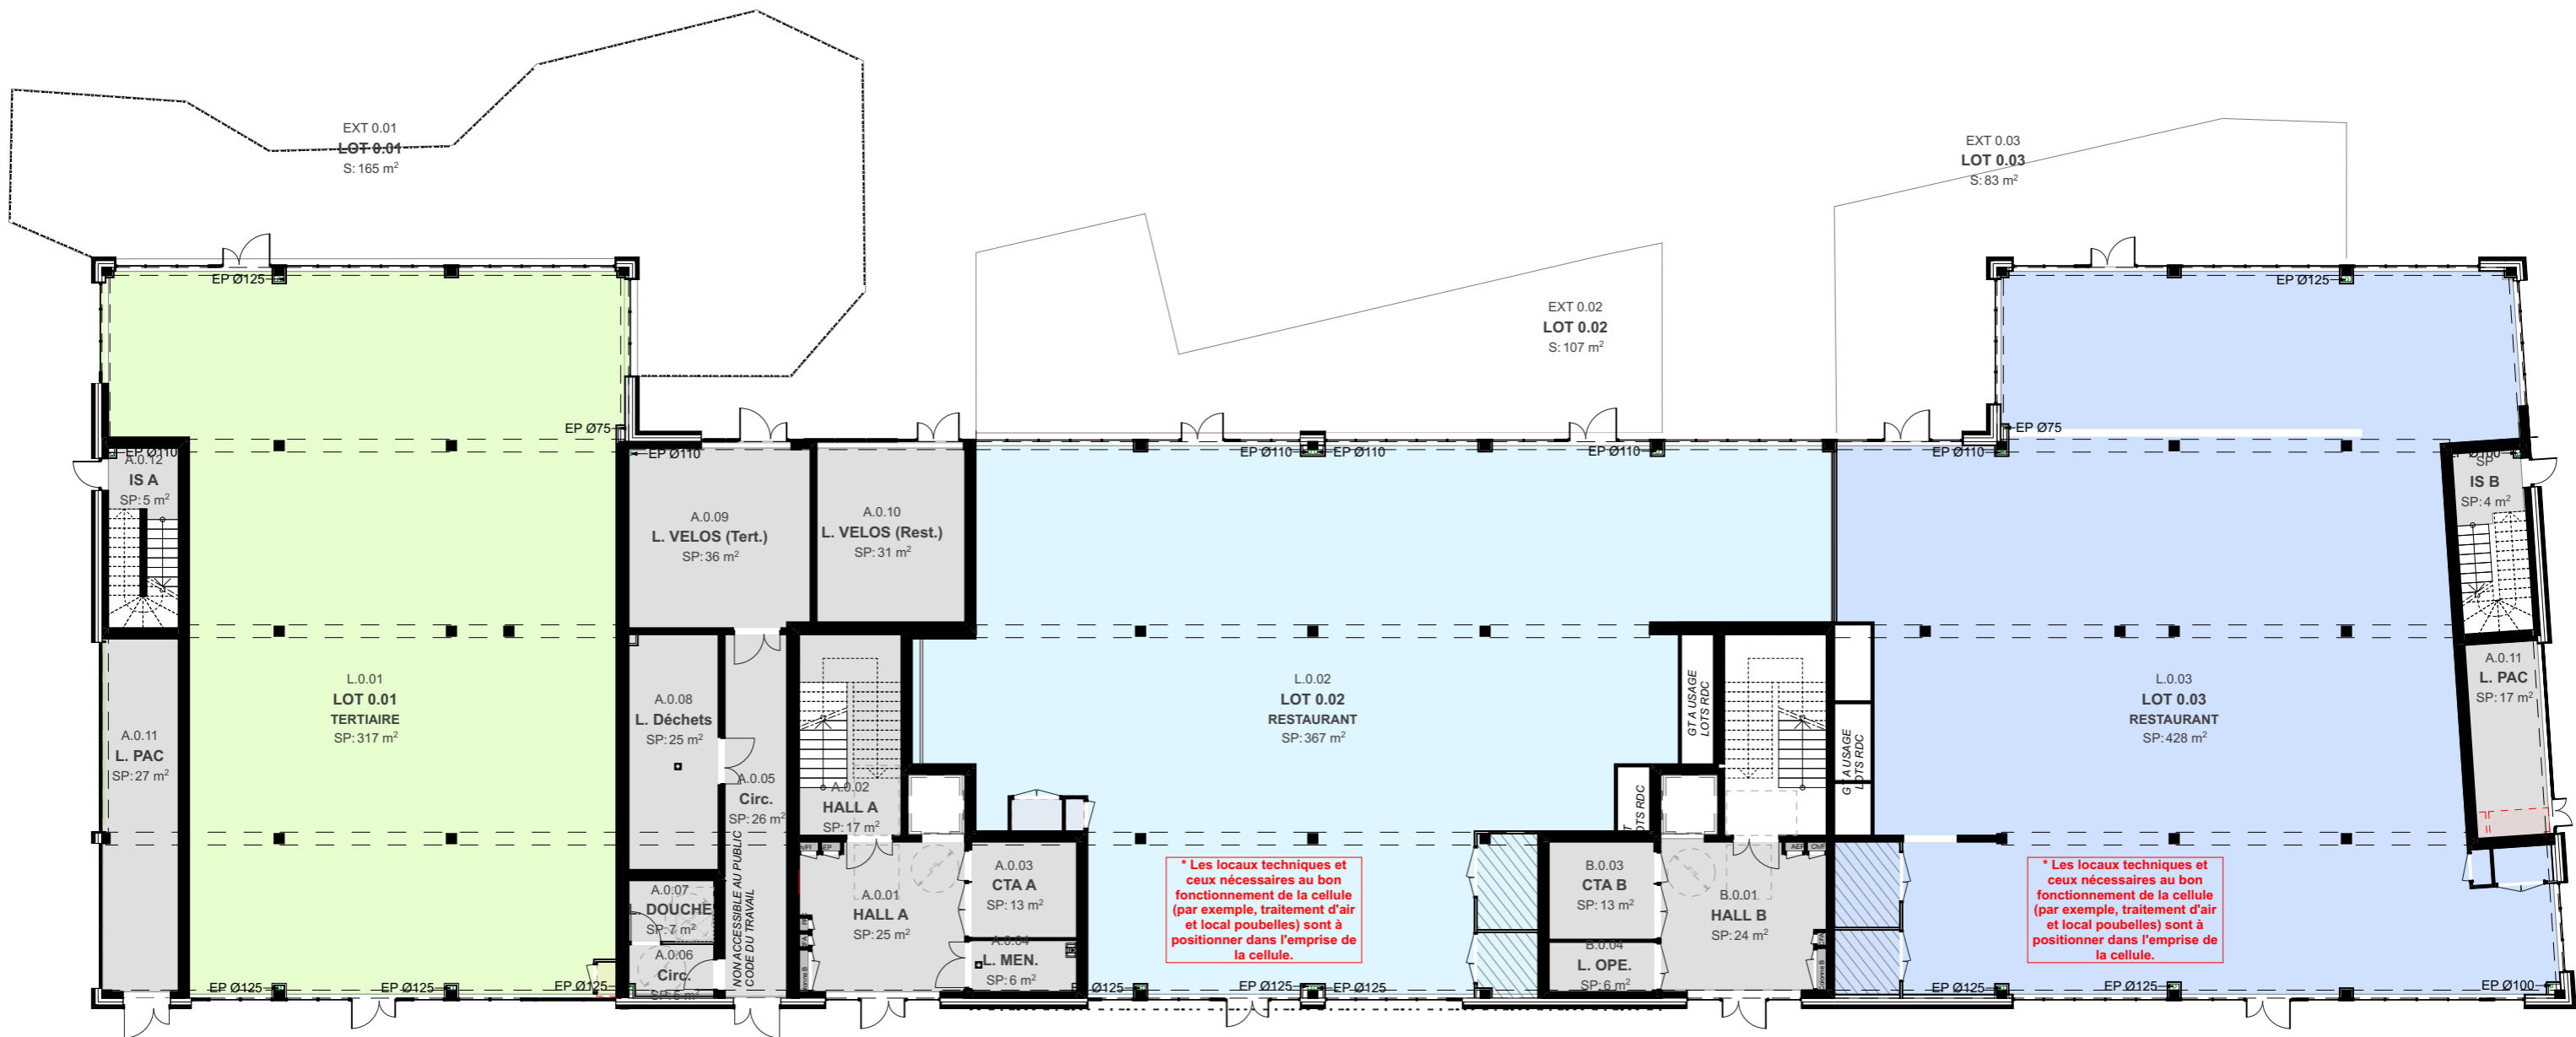 EXT 0.01
LOT 0.01
S: 165 m²
EXT 0.03
LOT 0.03
S: 83 m²
EXT 0.02
LOT 0.02
S: 107 m²
EP Ø125
EP Ø125
EP Ø75
EP Ø75
EP Ø110
EP Ø110
EP Ø110
EP Ø110
EP Ø110
EP Ø110
EP Ø100
A.0.12
IS A
SP: 5 m²
A.0.09
L. VELOS (Tert.)
SP: 36 m²
A.0.10
L. VELOS (Rest.)
SP: 31 m²
SP
IS B
SP: 4 m²
L.0.01
LOT 0.01
TERTIAIRE
SP: 317 m²
A.0.11
L. PAC
SP: 27 m²
A.0.08
L. Déchets
SP: 25 m²
A.0.05
Circ.
SP: 26 m²
NON ACCESSIBLE AU PUBLIC
CODE DU TRAVAIL
A.0.02
HALL A
SP: 17 m²
L.0.02
LOT 0.02
RESTAURANT
SP: 367 m²
GT A USAGE
LOTS RDC
OTS RDC
G T A USAGE
LOTS RDC
L.0.03
LOT 0.03
RESTAURANT
SP: 428 m²
A.0.11
L. PAC
SP: 17 m²
A.0.07
L. DOUCHE
SP: 7 m²
A.0.06
Circ.
A.0.01
HALL A
SP: 25 m²
A.0.03
CTA A
SP: 13 m²
A.0.04
L. MEN.
SP: 6 m²
* Les locaux techniques et
ceux nécessaires au bon
fonctionnement de la cellule
(par exemple, traitement d'air
et local poubelles) sont à
positionner dans l'emprise de
la cellule.
B.0.03
CTA B
SP: 13 m²
B.0.04
L. OPE.
SP: 6 m²
B.0.01
HALL B
SP: 24 m²
AEP
* Les locaux techniques et
ceux nécessaires au bon
fonctionnement de la cellule
(par exemple, traitement d'air
et local poubelles) sont à
positionner dans l'emprise de
la cellule.
EP Ø125
EP Ø125
EP Ø125
Ø125
EP Ø125
EP Ø125
EP Ø125
EP Ø125
EP Ø100